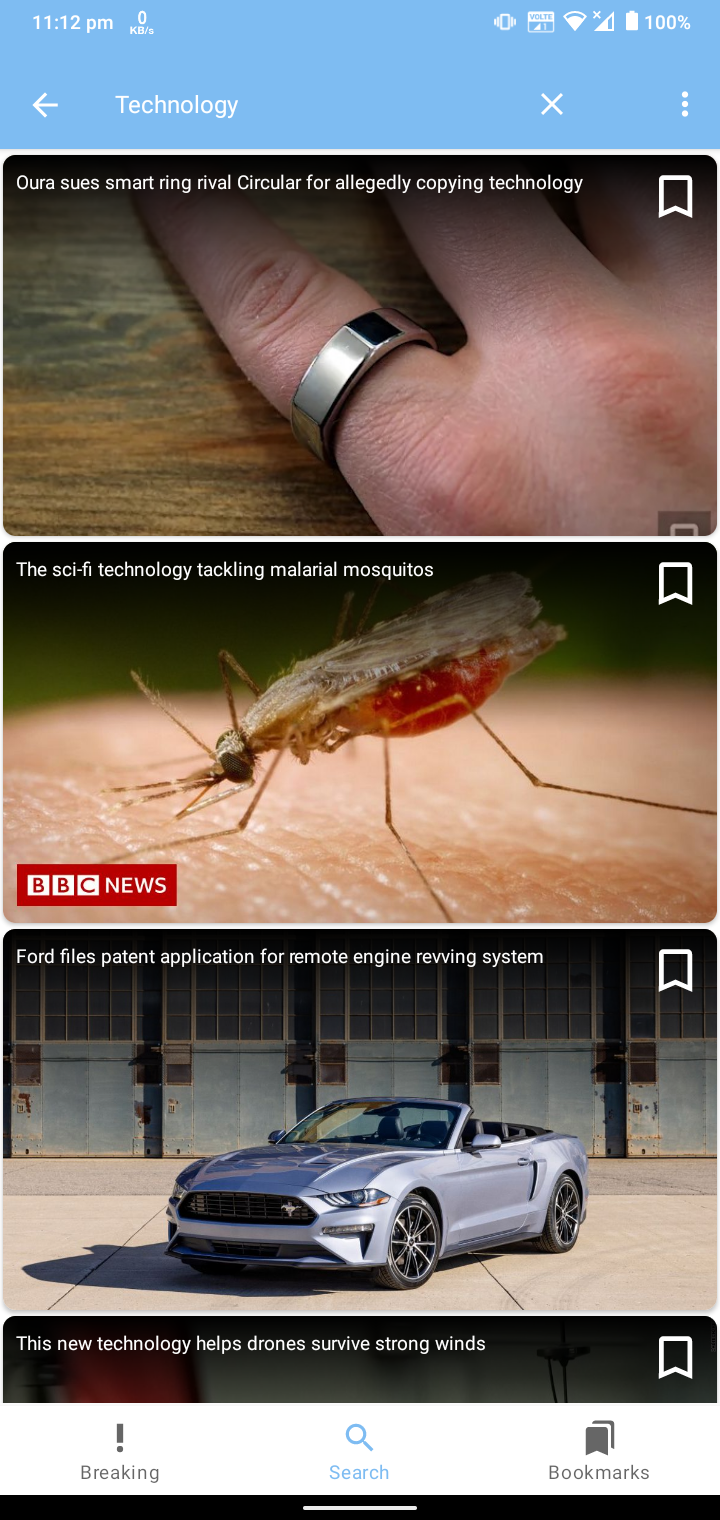 11:12 pm
0
KB/s
VOLTE
1
100%
Technology
Oura sues smart ring rival Circular for allegedly copying technology
The sci-fi technology tackling malarial mosquitos
BBC NEWS
Ford files patent application for remote engine revving system
This new technology helps drones survive strong winds
Breaking
Search
Bookmarks